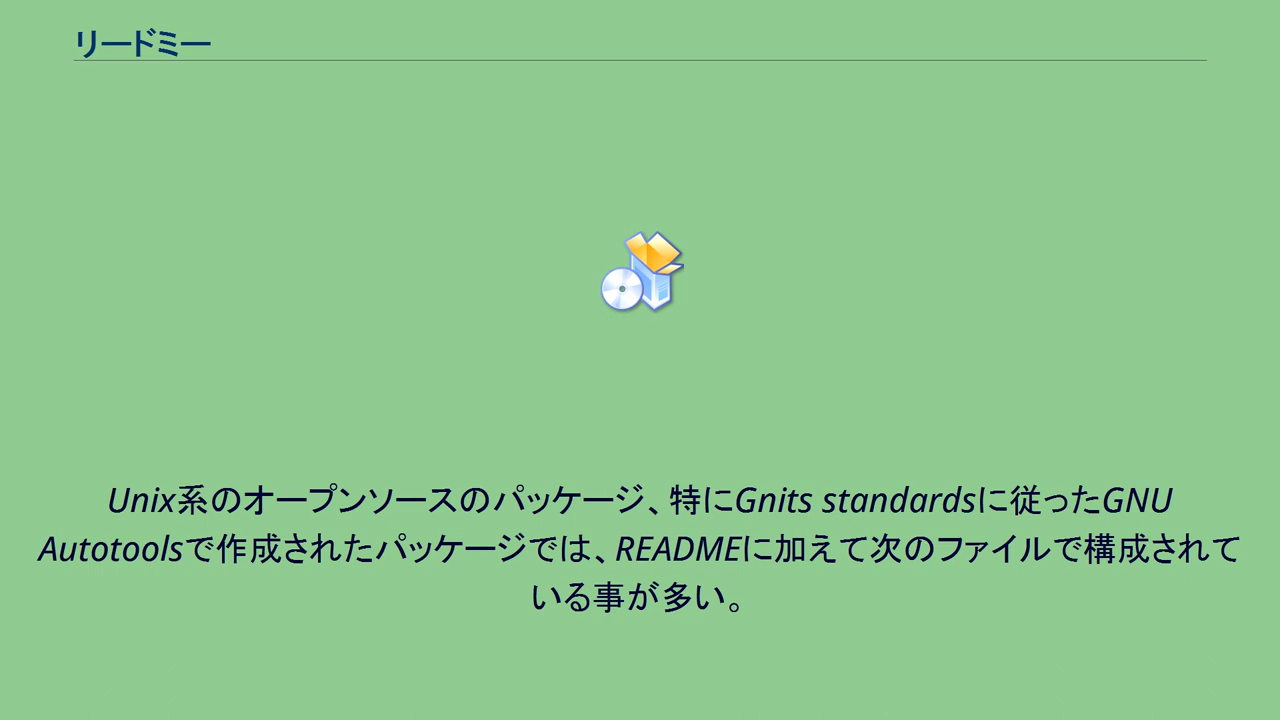 リードミー
Unix系のオープンソースのパッケージ、特にGnits standardsに従ったGNU
Autotoolsで作成されたパッケージでは、READMEに加えて次のファイルで構成されて
いる事が多い。